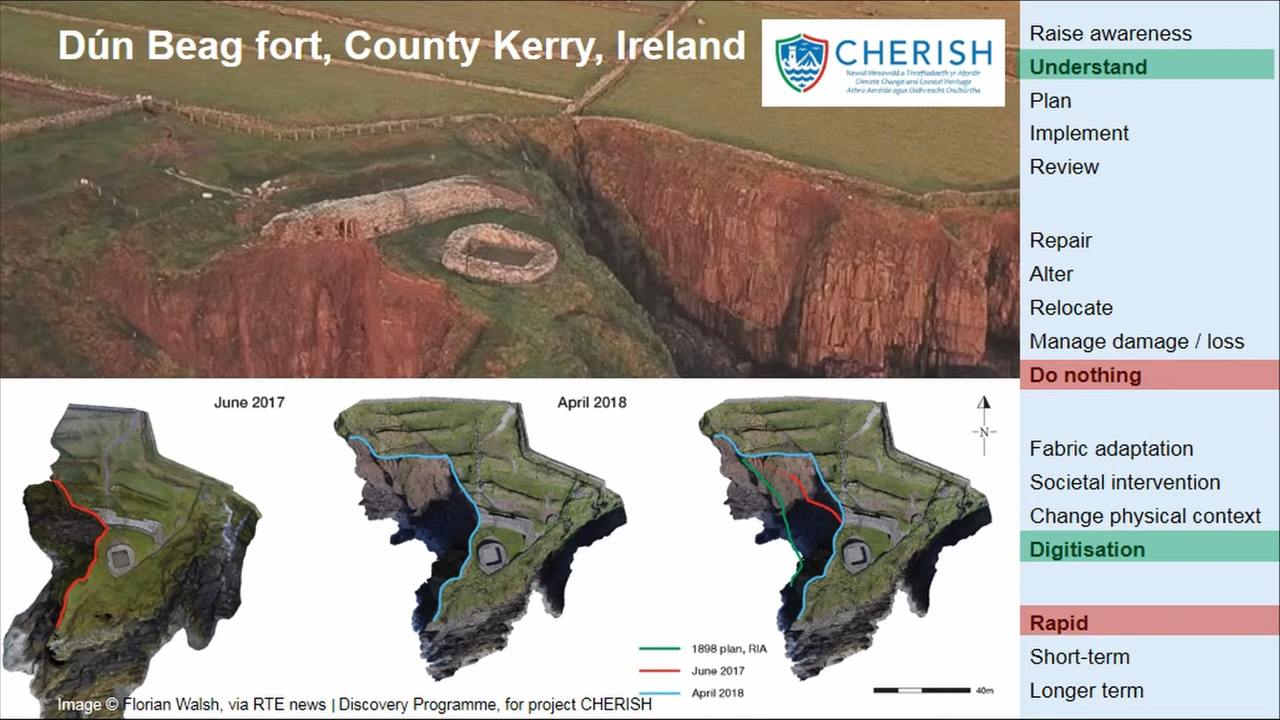 Dún Beag fort, County Kerry, Ireland
CHERISH
Newid Hinsawdd a Threftadaeth yr Arfordir
Climate Change and Coastal Heritage
Athrú Aeráide agus Oidhreacht Chultúrtha
June 2017
April 2018
N
1898 plan, RIA
June 2017
April 2018
40m
Image © Florian Walsh, via RTE news | Discovery Programme, for project CHERISH
Raise awareness
Understand
Plan
Implement
Review
Repair
Alter
Relocate
Manage damage / loss
Do nothing
Fabric adaptation
Societal intervention
Change physical context
Digitisation
Rapid
Short-term
Longer term